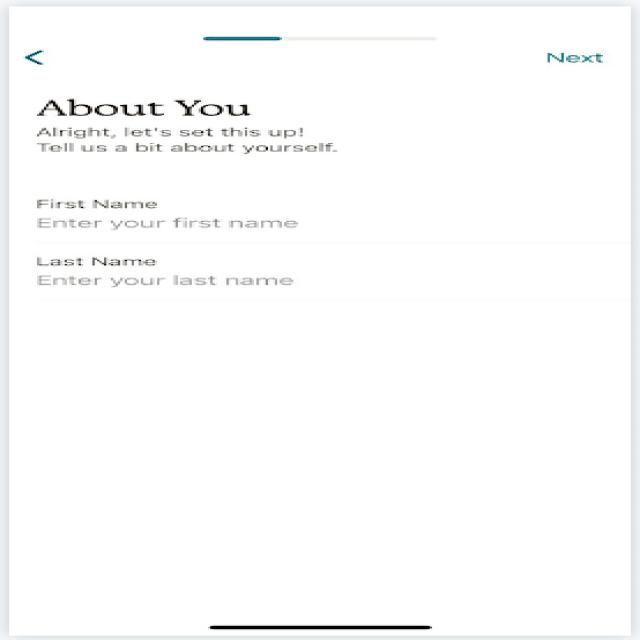 Next
About You
Alright, let's set this up!
Tell us a bit about yourself.
First Name
Enter your first name
Last Name
Enter your last name